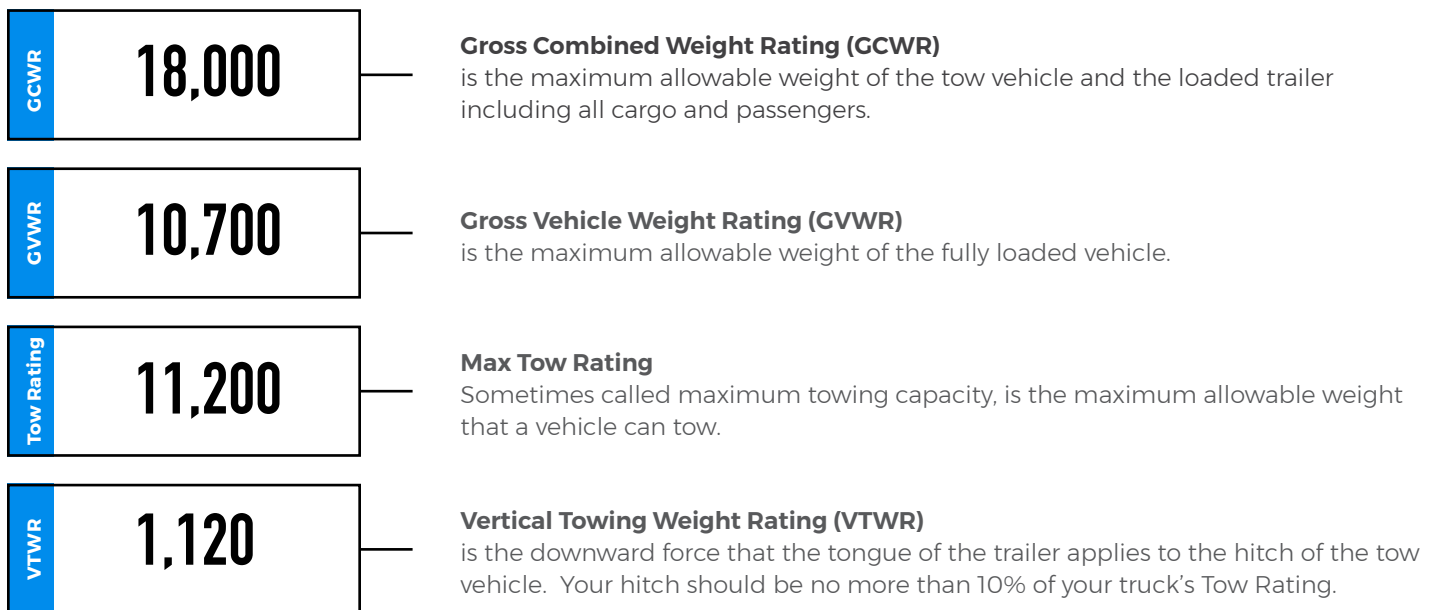 GCWR
18,000
Gross Combined Weight Rating (GCWR)
is the maximum allowable weight of the tow vehicle and the loaded trailer
including all cargo and passengers.
GVWR
10,700
Gross Vehicle Weight Rating (GVWR)
is the maximum allowable weight of the fully loaded vehicle.
Tow Rating
11,200
Max Tow Rating
Sometimes called maximum towing capacity, is the maximum allowable weight
that a vehicle can tow.
VTWR
1,120
Vertical Towing Weight Rating (VTWR)
is the downward force that the tongue of the trailer applies to the hitch of the tow
vehicle.  Your hitch should be no more than 10% of your truck's Tow Rating.